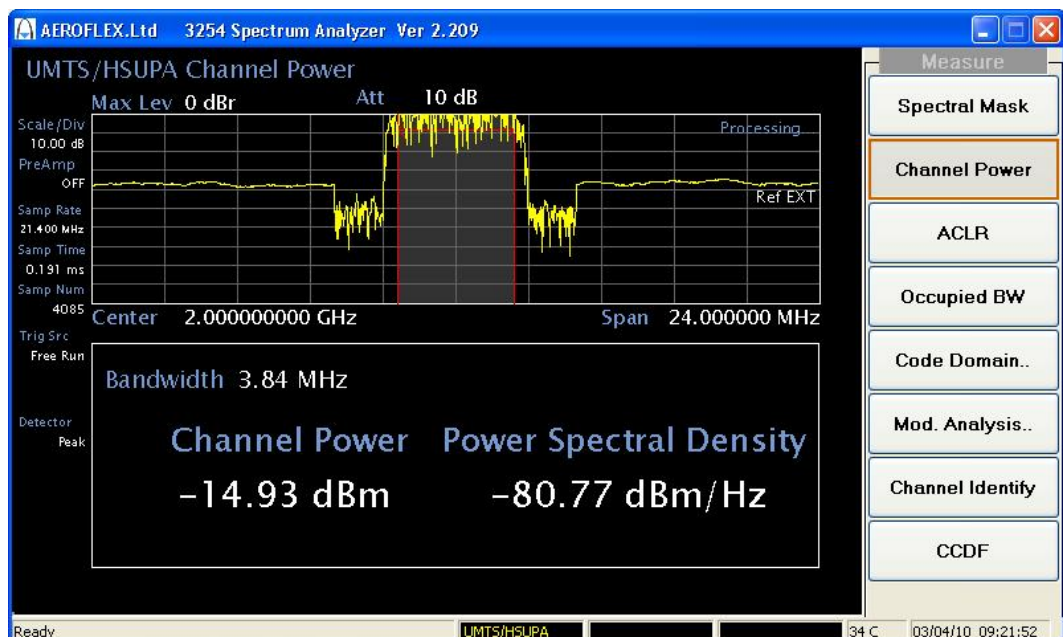 AEROFLEX.Ltd 3254 Spectrum Analyzer Ver 2.209
UMTS/HSUPA Channel Power
Max Lev 0 dBr Att 10 dB
Scale/Div
10.00 dB
PreAmp
OFF
Samp Rate
21.400 MHz
Samp Time
0.191 ms
Samp Num
4085
Trig Src
Free Run
Detector
Peak
Processing...
Ref EXT
Center 2.000000000 GHz Span 24.000000 MHz
Bandwidth 3.84 MHz
Channel Power Power Spectral Density
-14.93 dBm -80.77 dBm/Hz
Measure
Spectral Mask
Channel Power
ACLR
Occupied BW
Code Domain..
Mod. Analysis..
Channel Identify
CCDF
Ready UMTS/HSUPA 34 C 03/04/10 09:21:52